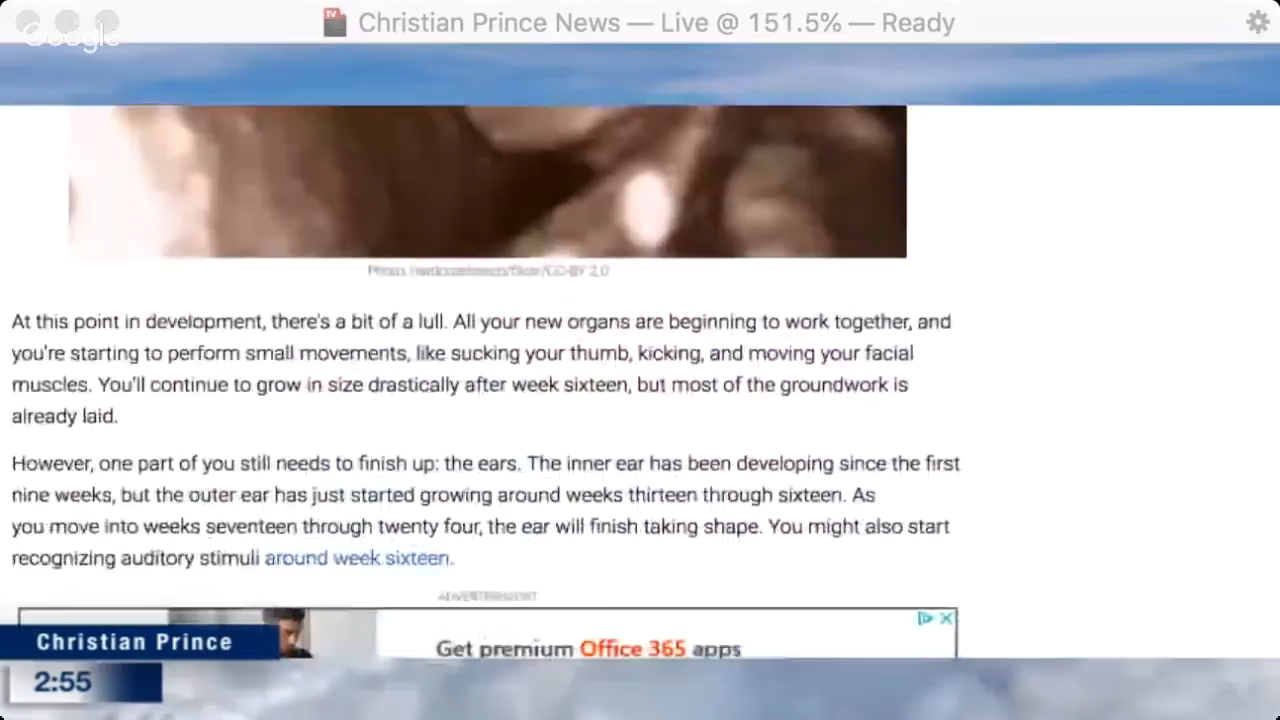 Christian Prince News — Live @ 151.5% — Ready
Google
TV
At this point in development, there's a bit of a lull. All your new organs are beginning to work together, and
you're starting to perform small movements, like sucking your thumb, kicking, and moving your facial
muscles. You'll continue to grow in size drastically after week sixteen, but most of the groundwork is
already laid.
However, one part of you still needs to finish up: the ears. The inner ear has been developing since the first
nine weeks, but the outer ear has just started growing around weeks thirteen through sixteen. As
you move into weeks seventeen through twenty four, the ear will finish taking shape. You might also start
recognizing auditory stimuli around week sixteen.
ADVERTISEMENT
Get premium Office 365 apps
Christian Prince
2:55